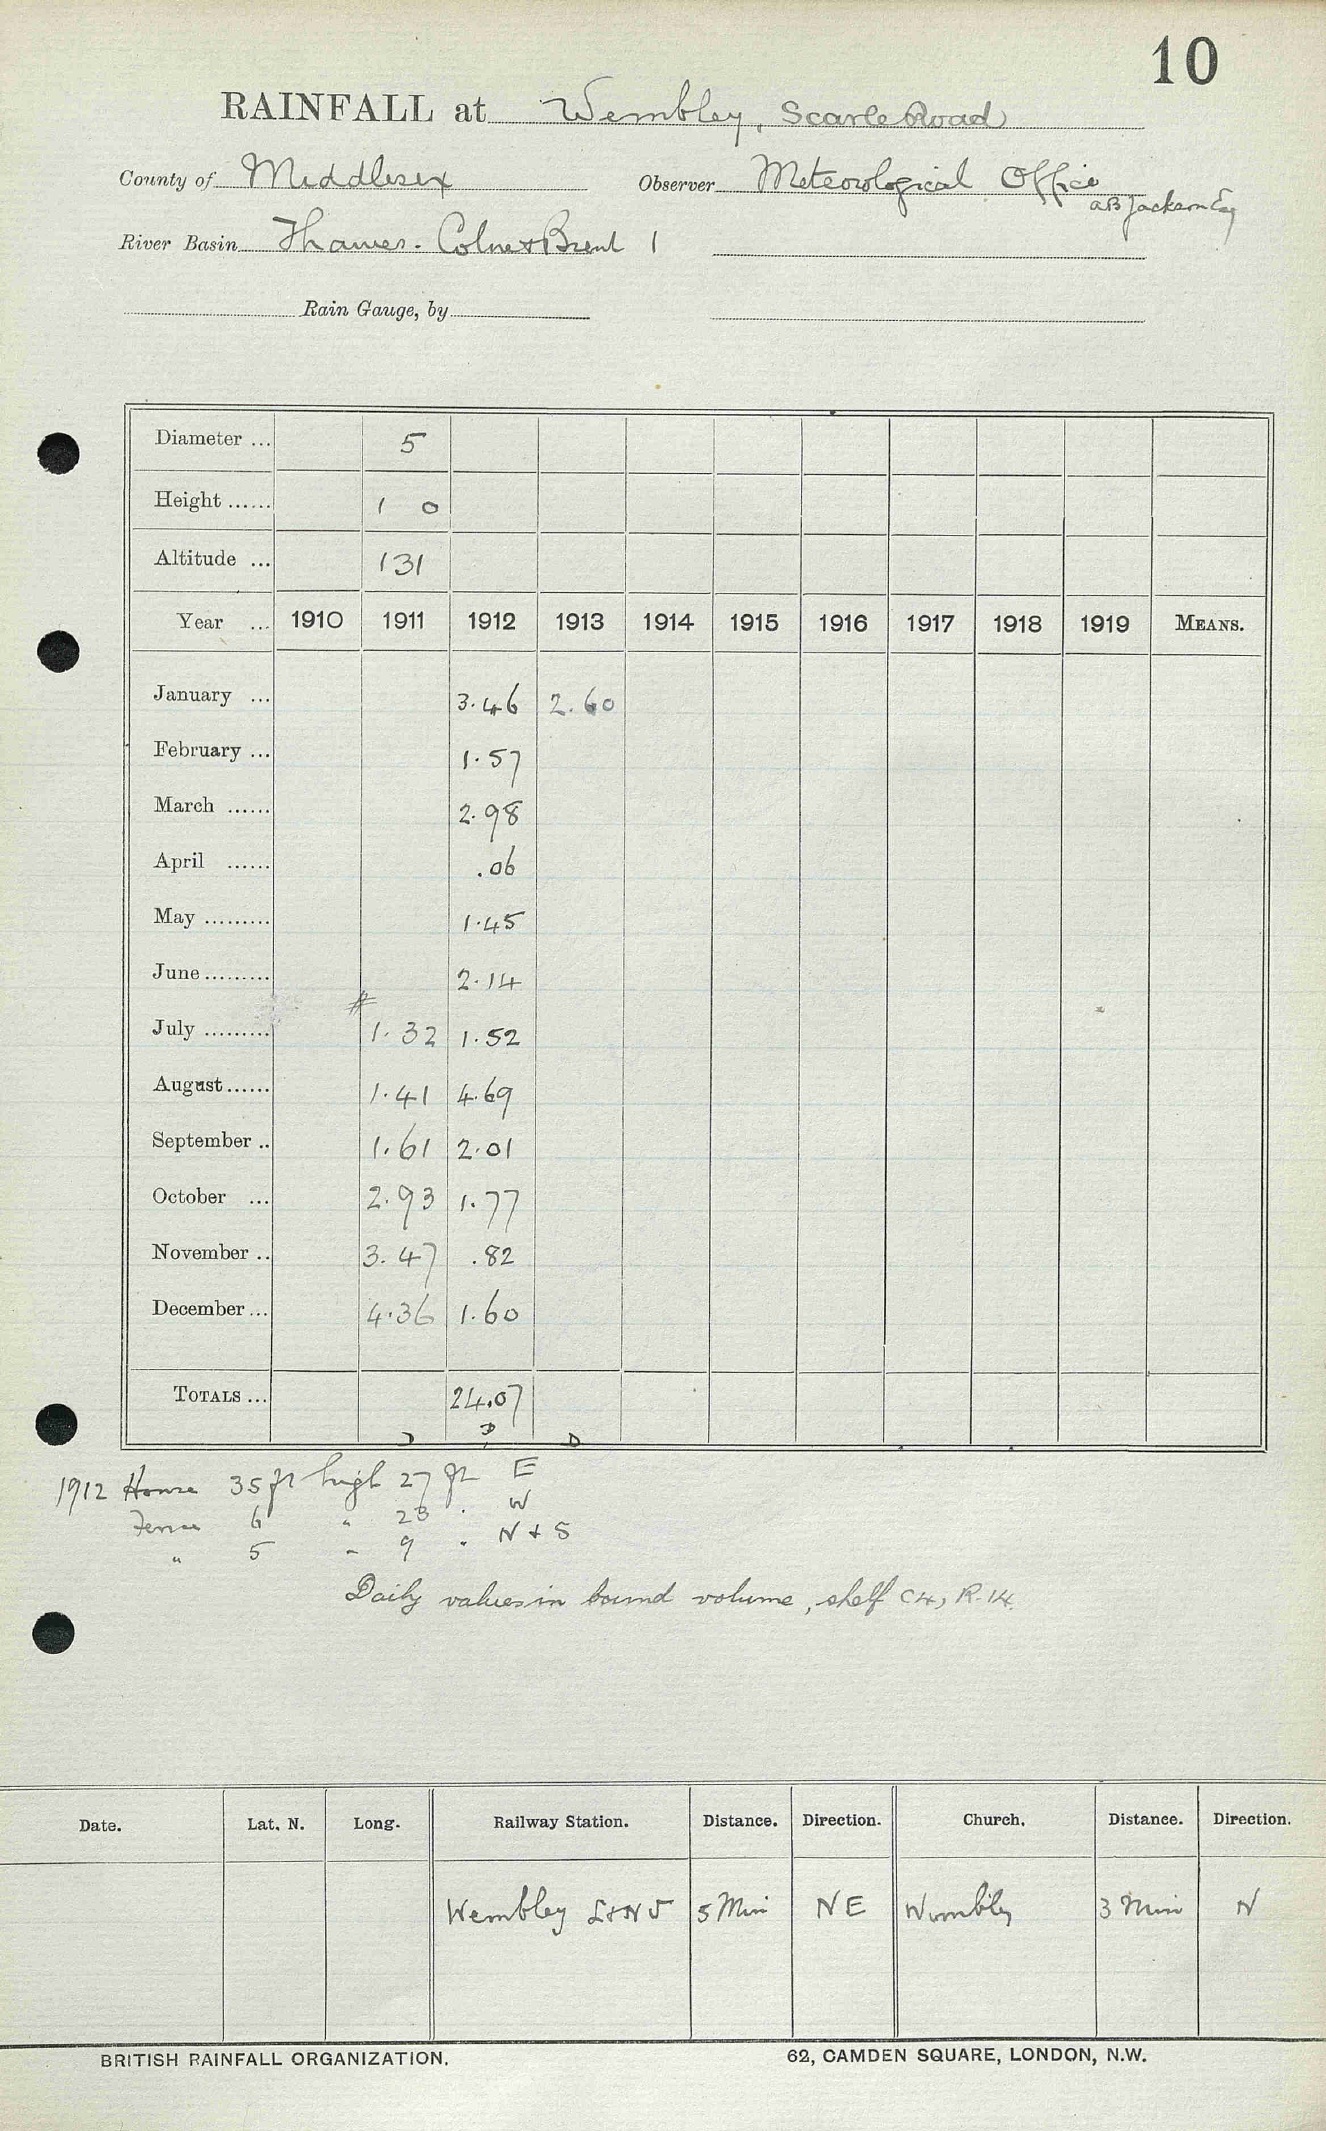 10
RAINFALL at Wembley, Scarle Road
County of Middlesex Observer Meteorological Office
A B Jackson Esq
River Basin Thames - Colne & Brent 1
Rain Gauge, by
Diameter ... 5
Height ...... 1 0
Altitude ... 131
Year ... 1910 1911 1912 1913 1914 1915 1916 1917 1918 1919 MEANS.
January ... 3.46 2.60
February ... 1.57
March ...... 2.98
April ...... .06
May ......... 1.45
June ......... 2.14
#
July ......... 1.32 1.52
August ...... 1.41 4.69
September .. 1.61 2.01
October ... 2.93 1.77
November .. 3.47 .82
December ... 4.36 1.60
TOTALS ... 24.07
D D D
1912 House 35 ft high 27 ft E
Fence 6 " 23 " W
" 5 " 9 " N + S
Daily values in bound volume, shelf C4, R.14.
Date. Lat. N. Long. Railway Station. Distance. Direction. Church. Distance. Direction.
Wembley 5 Min N E Wembley 3 Min N
BRITISH RAINFALL ORGANIZATION. 62, CAMDEN SQUARE, LONDON, N.W.